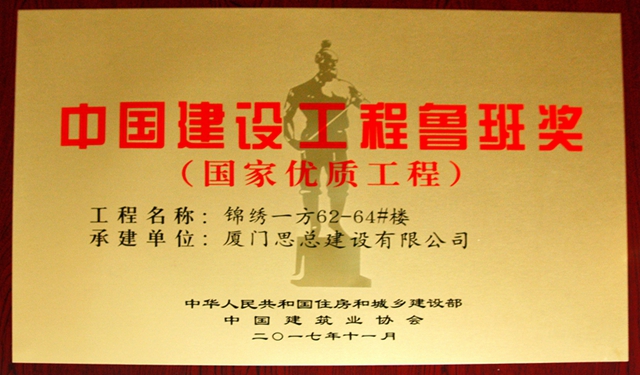 中国建设工程鲁班奖
（国家优质工程）
工程名称：锦绣一方62-64#楼
承建单位：厦门思总建设有限公司
中华人民共和国住房和城乡建设部
中国建筑业协会
二〇一七年十一月